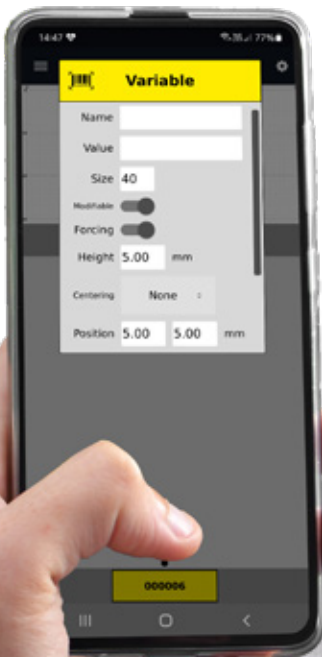 14:47
77%
Variable
Name
Value
Size 40
Modifiable
Forcing
Height 5.00 mm
Centering None
Position 5.00 5.00 mm
000006